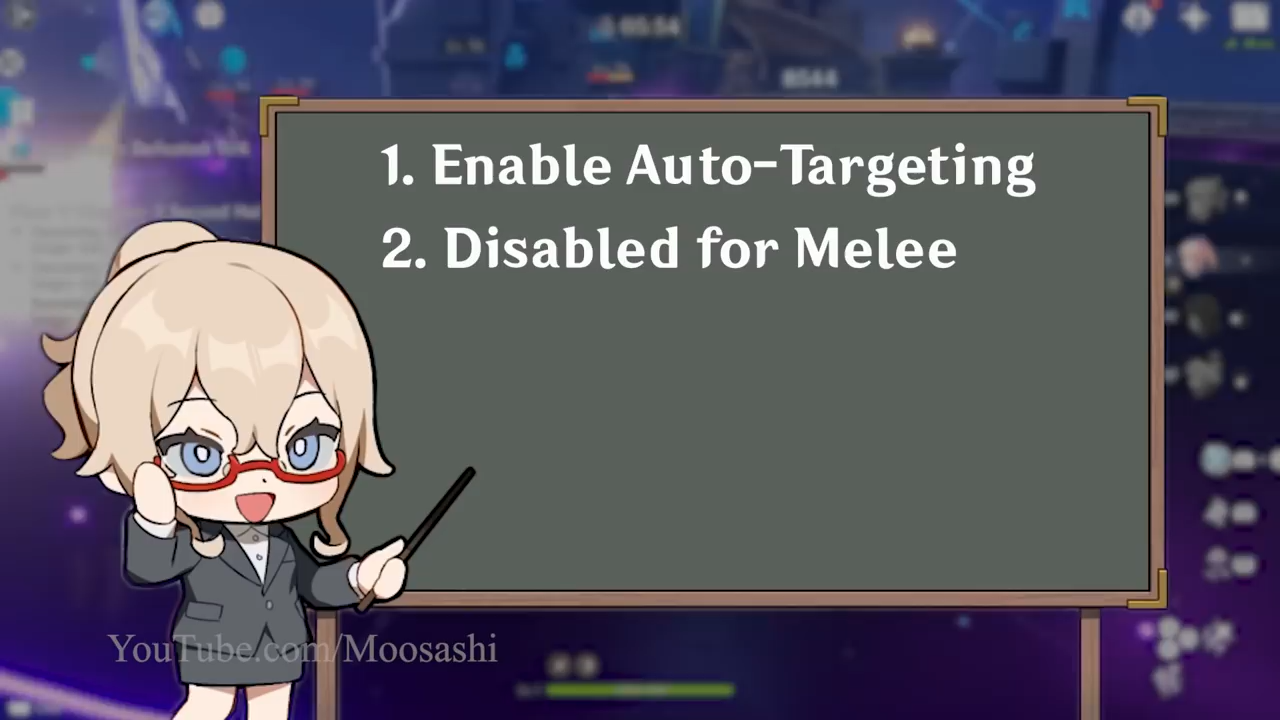 1. Enable Auto-Targeting
2. Disabled for Melee
YouTube.com/Moosashi